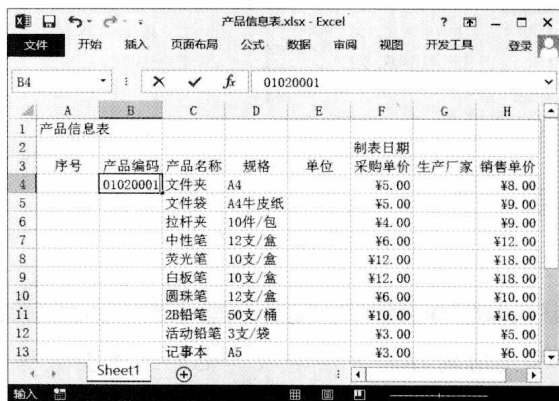 产品信息表.xlsx - Excel
文件 开始 插入 页面布局 公式 数据 审阅 视图 开发工具 登录
B4 fx 01020001
A B C D E F G H
1 产品信息表
2 制表日期
3 序号 产品编码 产品名称 规格 单位 采购单价 生产厂家 销售单价
4 01020001 文件夹 A4 ¥5.00 ¥8.00
5 文件袋 A4牛皮纸 ¥5.00 ¥9.00
6 拉杆夹 10件/包 ¥4.00 ¥9.00
7 中性笔 12支/盒 ¥6.00 ¥12.00
8 荧光笔 10支/盒 ¥12.00 ¥18.00
9 白板笔 10支/盒 ¥12.00 ¥18.00
10 圆珠笔 12支/盒 ¥6.00 ¥10.00
11 2B铅笔 50支/桶 ¥10.00 ¥16.00
12 活动铅笔 3支/袋 ¥3.00 ¥5.00
13 记事本 A5 ¥3.00 ¥6.00
Sheet1
输入